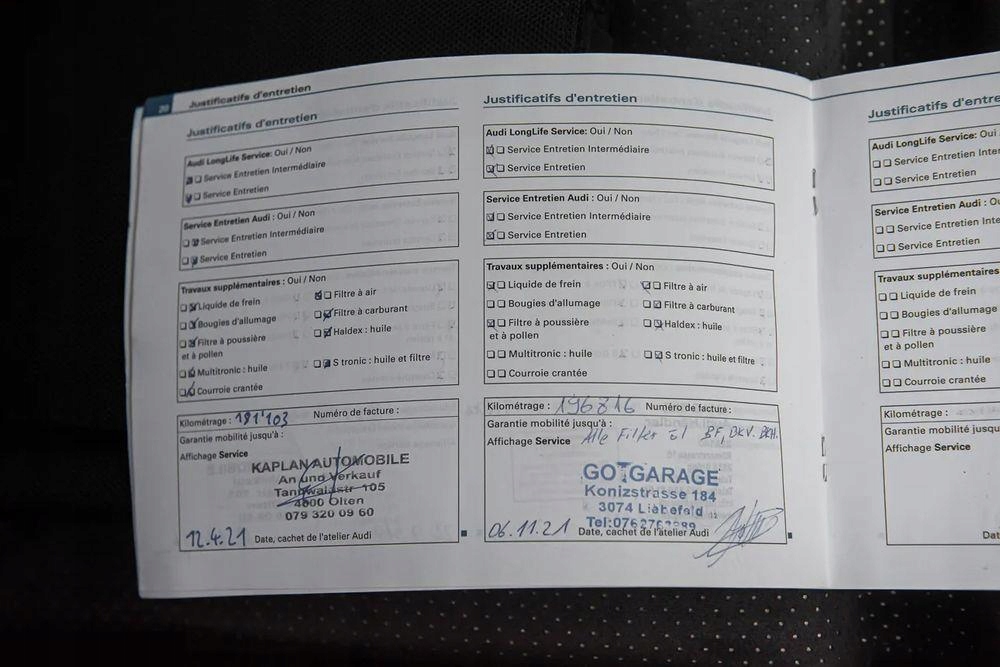 20 Justificatifs d'entretien
Justificatifs d'entretien
Audi LongLife Service: Oui / Non
Service Entretien Intermédiaire
Service Entretien
Service Entretien Audi : Oui / Non
Service Entretien Intermédiaire
Service Entretien
Travaux supplémentaires : Oui / Non
Liquide de frein
Filtre à air
Bougies d'allumage
Filtre à carburant
Filtre à poussière
et à pollen
Haldex : huile
Multitronic : huile
S tronic : huile et filtre
Courroie crantée
Kilométrage : 181'103 Numéro de facture :
Garantie mobilité jusqu'à :
Affichage Service
KAPLAN AUTOMOBILE
An und Verkauf
Tannwaldstr 105
4600 Olten
079 320 09 60
12.4.21 Date, cachet de l'atelier Audi
Justificatifs d'entretien
Audi LongLife Service: Oui / Non
Service Entretien Intermédiaire
Service Entretien
Service Entretien Audi : Oui / Non
Service Entretien Intermédiaire
Service Entretien
Travaux supplémentaires : Oui / Non
Liquide de frein
Filtre à air
Bougies d'allumage
Filtre à carburant
Filtre à poussière
et à pollen
Haldex : huile
Multitronic : huile
S tronic : huile et filtre
Courroie crantée
Kilométrage : 196816 Numéro de facture :
Garantie mobilité jusqu'à :
Affichage Service Alle Filter Öl BF, BKV. BKH.
GO GARAGE
Konizstrasse 184
3074 Liebefeld
06.11.21 Date, cachet de l'atelier Audi
Justificatifs d'entre
Audi LongLife Service: Oui
Service Entretien Interm
Service Entretien
Service Entretien Audi : O
Service Entretien Interm
Service Entretien
Travaux supplémentaires
Liquide de frein
Bougies d'allumage
Filtre à poussière
et à pollen
Multitronic : huile
Courroie crantée
Kilométrage :
Garantie mobilité jusqu'
Affichage Service
Dat